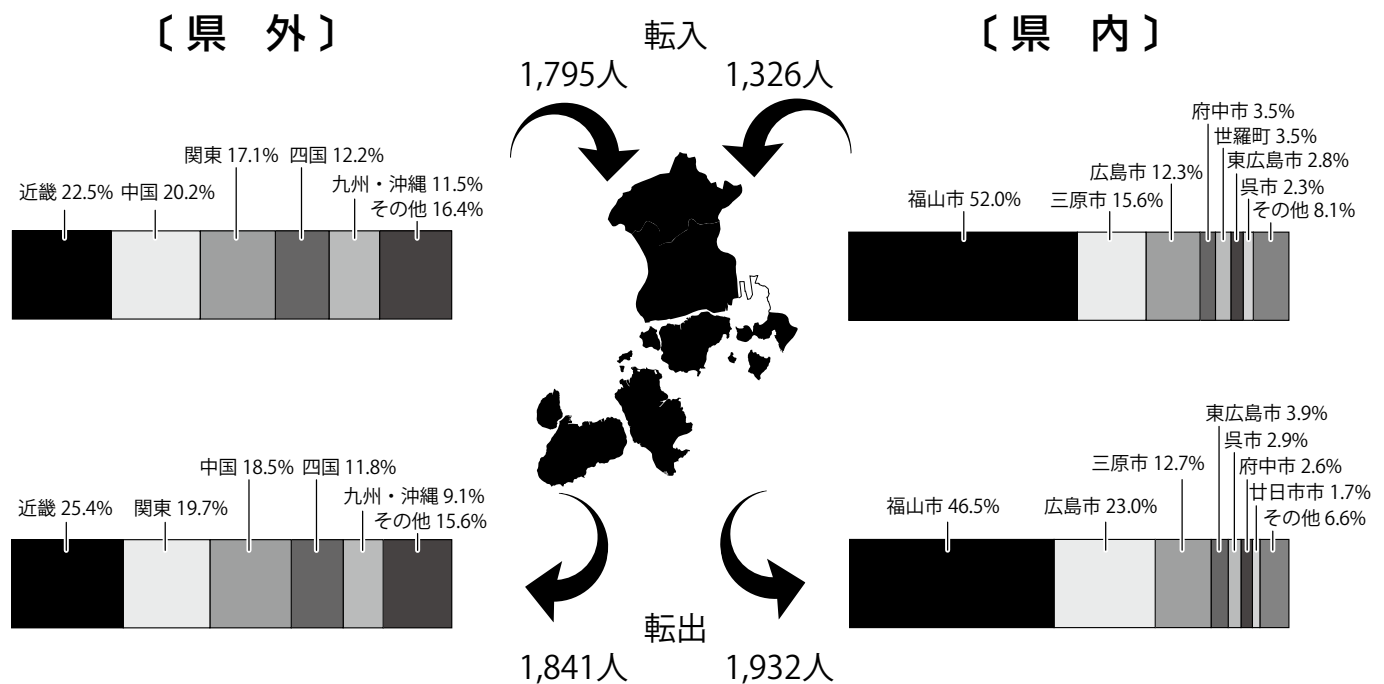 〔 県　外 〕
転入
〔 県　内 〕
1,795人
1,326人
近畿 22.5%
中国 20.2%
関東 17.1%
四国 12.2%
九州・沖縄 11.5%
その他 16.4%
福山市 52.0%
三原市 15.6%
広島市 12.3%
府中市 3.5%
世羅町 3.5%
東広島市 2.8%
呉市 2.3%
その他 8.1%
近畿 25.4%
関東 19.7%
中国 18.5%
四国 11.8%
九州・沖縄 9.1%
その他 15.6%
福山市 46.5%
広島市 23.0%
三原市 12.7%
東広島市 3.9%
呉市 2.9%
府中市 2.6%
廿日市市 1.7%
その他 6.6%
転出
1,841人
1,932人